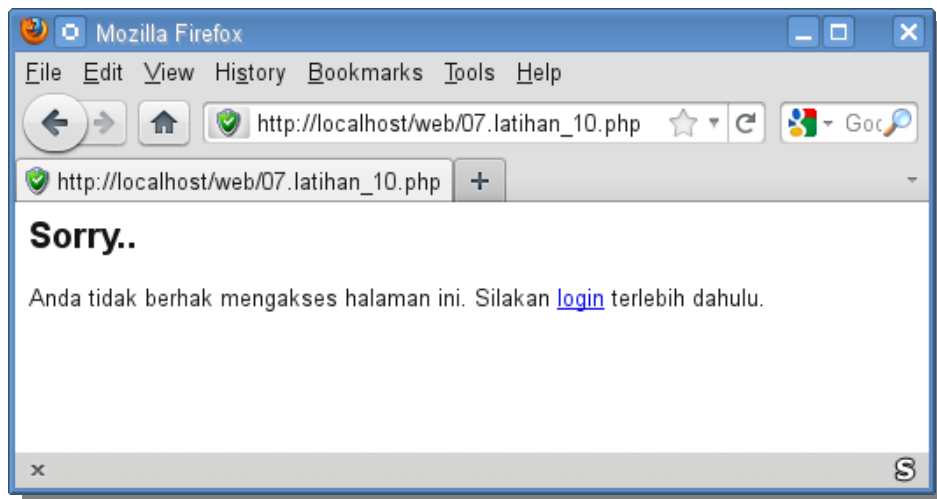 Mozilla Firefox
File Edit View History Bookmarks Tools Help
http://localhost/web/07.latihan_10.php
http://localhost/web/07.latihan_10.php
Sorry..
Anda tidak berhak mengakses halaman ini. Silakan login terlebih dahulu.